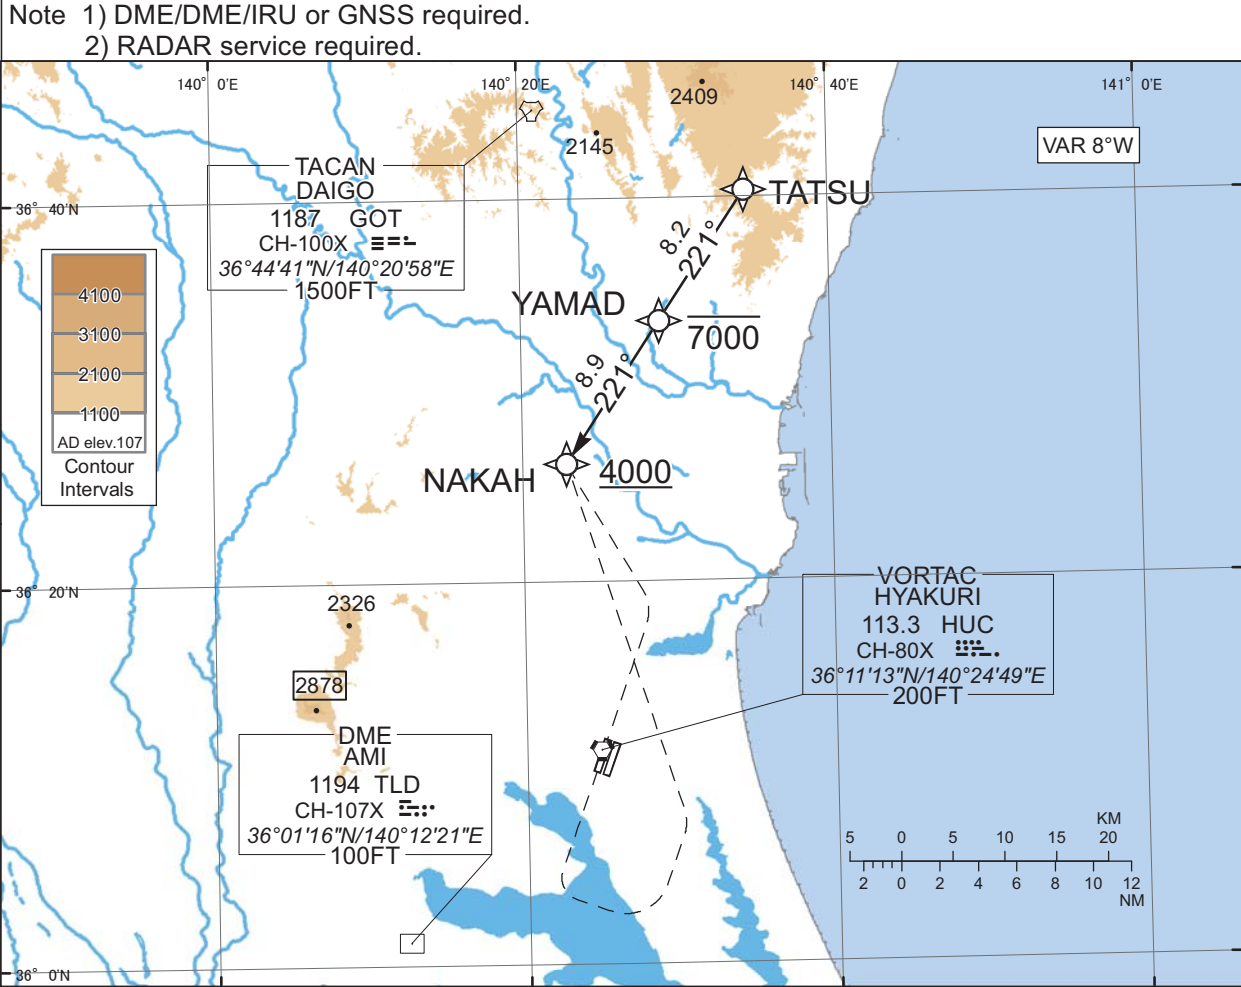 Note 1) DME/DME/IRU or GNSS required.
2) RADAR service required.
140° 0'E
140° 20'E
140° 40'E
141° 0'E
2409
2145
VAR 8°W
TACAN
DAIGO
1187 GOT
CH-100X
36°44'41"N/140°20'58"E
1500FT
TATSU
36° 40'N
8.2
221°
4100
3100
2100
1100
AD elev.107
Contour
Intervals
YAMAD
7000
8.9
221°
NAKAH
4000
36° 20'N
2326
2878
VORTAC
HYAKURI
113.3 HUC
CH-80X
36°11'13"N/140°24'49"E
200FT
DME
AMI
1194 TLD
CH-107X
36°01'16"N/140°12'21"E
100FT
KM
5 0 5 10 15 20
2 0 2 4 6 8 10 12
NM
36° 0'N